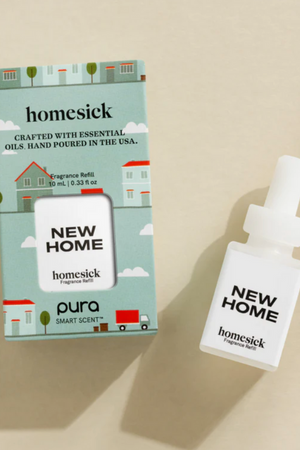 homesick
CRAFTED WITH ESSENTIAL
OILS. HAND POURED IN THE USA.
Fragrance Refill
10 mL | 0.33 fl oz
NEW
HOME
homesick
Fragrance Refill
pura
SMART SCENT™
NEW
HOME
homesick
Fragrance Refill